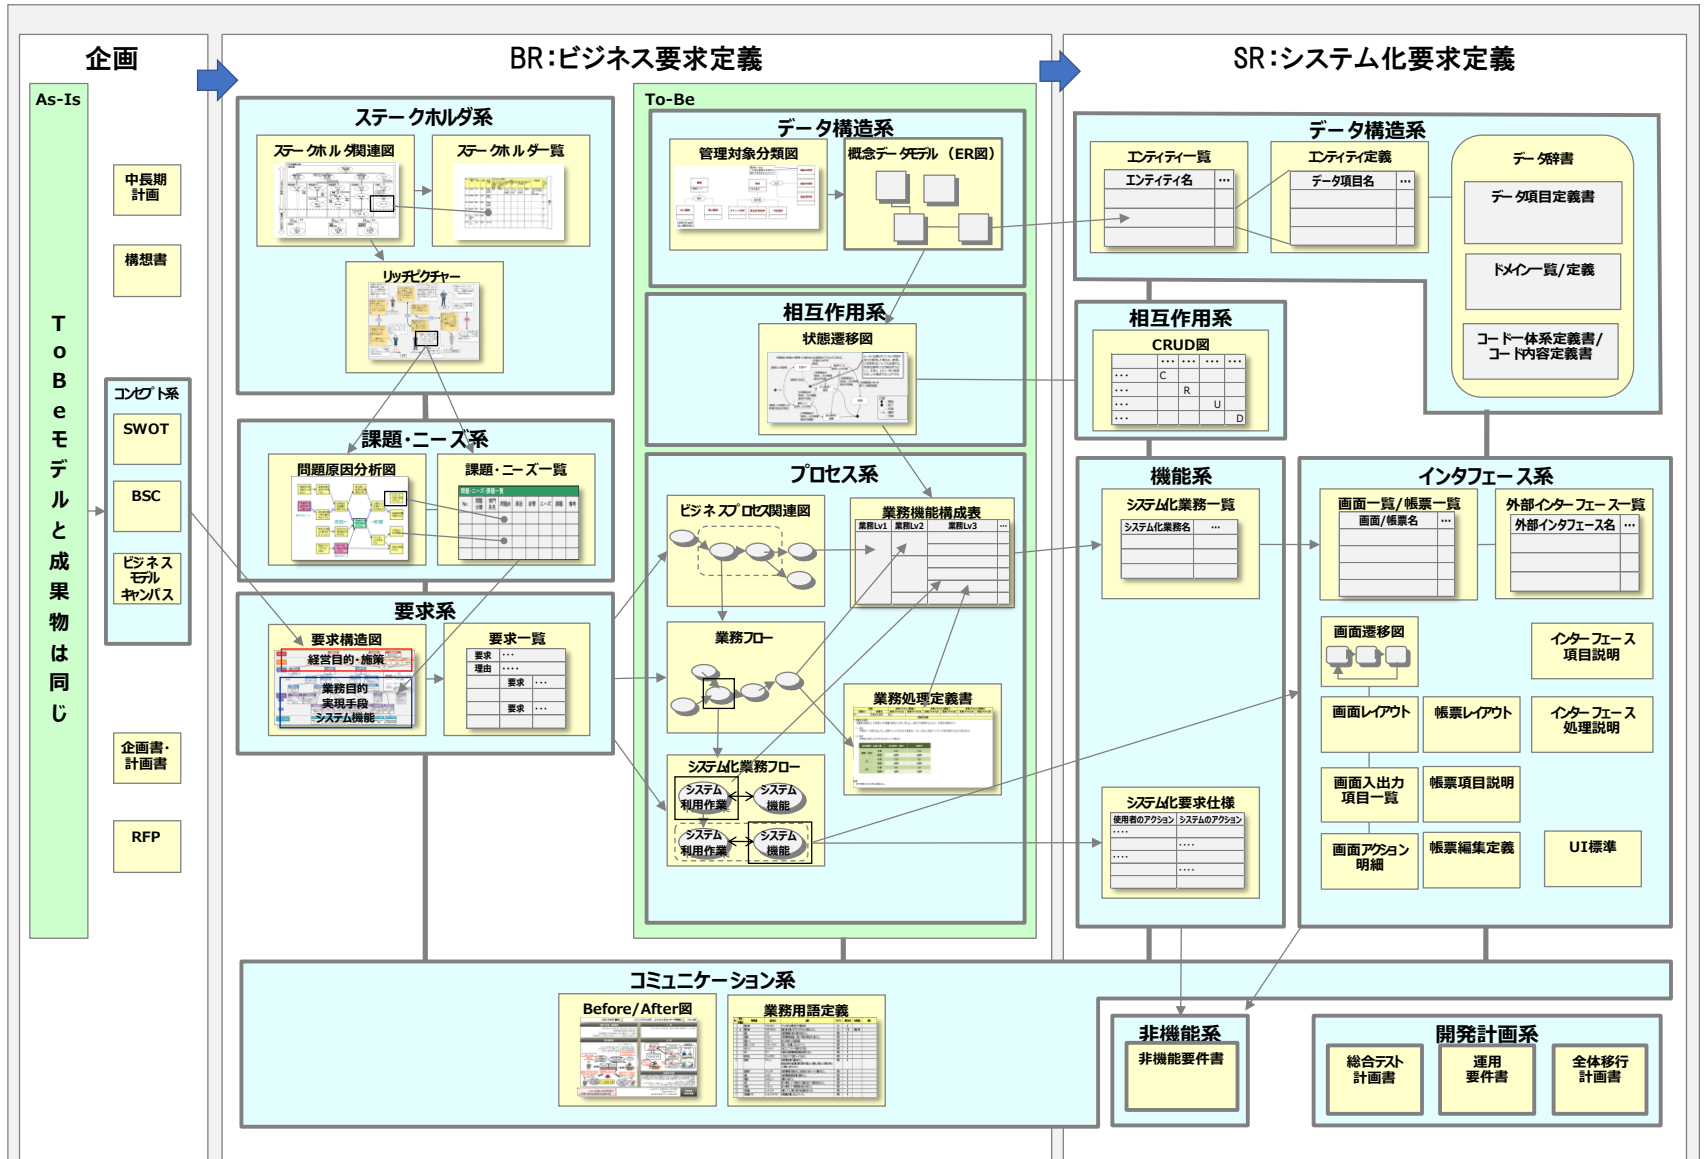 企画
BR:ビジネス要求定義
SR:システム化要求定義
As-Is
ToBeモデルと成果物は同じ
中長期
計画
構想書
コンセプト系
SWOT
BSC
ビジネス
モデル
キャンバス
企画書・
計画書
RFP
ステークホルダ系
ステークホルダ関連図
ステークホルダ一覧
リッチピクチャー
課題・ニーズ系
問題原因分析図
課題・ニーズ一覧
問題・ニーズ・課題一覧
要求系
要求構造図
経営目的・施策
業務目的
実現手段
システム機能
要求一覧
要求 ・・・
理由 ・・・・
要求 ・・・
要求 ・・・
To-Be
データ構造系
管理対象分類図
概念データモデル（ER図）
相互作用系
状態遷移図
プロセス系
ビジネスプロセス関連図
業務機能構成表
業務Lv1 業務Lv2 業務Lv3 ・・・
業務フロー
業務処理定義書
システム化業務フロー
システム
利用作業
システム
機能
システム
利用作業
システム
機能
データ構造系
エンティティ一覧
エンティティ名 ・・・
エンティティ定義
データ項目名 ・・・
データ辞書
データ項目定義書
ドメイン一覧/定義
コード一体系定義書/
コード内容定義書
相互作用系
CRUD図
・・・ ・・・ ・・・ ・・・
・・・ C
・・・ R
・・・ U
・・・ D
機能系
システム化業務一覧
システム化業務名 ・・・
システム化要求仕様
使用者のアクション システムのアクション
・・・・
・・・・
・・・・
・・・・
インタフェース系
画面一覧/帳票一覧
画面/帳票名 ・・・
外部インターフェース一覧
外部インタフェース名 ・・・
画面遷移図
インターフェース
項目説明
画面レイアウト
帳票レイアウト
インターフェース
処理説明
画面入出力
項目一覧
帳票項目説明
画面アクション
明細
帳票編集定義
UI標準
コミュニケーション系
Before/After図
業務用語定義
非機能系
非機能要件書
開発計画系
総合テスト
計画書
運用
要件書
全体移行
計画書